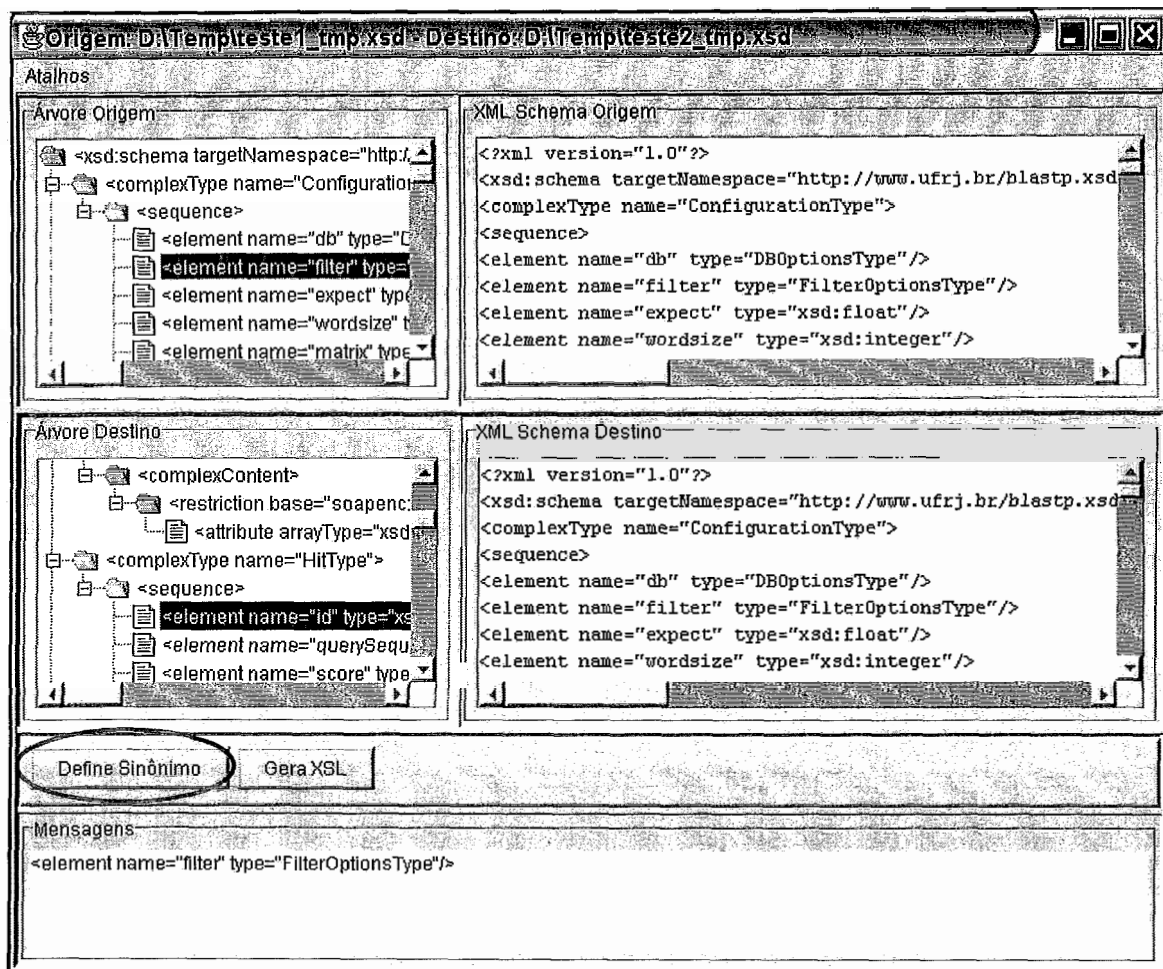 Origem: D:\Temp\teste1_tmp.xsd - Destino: D:\Temp\teste2_tmp.xsd
Atalhos
Árvore Origem
<xsd:schema targetNamespace="http:/
<complexType name="Configuration
<sequence>
<element name="db" type="D
<element name="filter" type=
<element name="expect" type
<element name="wordsize" t
<element name="matrix" type
XML Schema Origem
<?xml version="1.0"?>
<xsd:schema targetNamespace="http://www.ufrj.br/blastp.xsd
<complexType name="ConfigurationType">
<sequence>
<element name="db" type="DBOptionsType"/>
<element name="filter" type="FilterOptionsType"/>
<element name="expect" type="xsd:float"/>
<element name="wordsize" type="xsd:integer"/>
Árvore Destino
<complexContent>
<restriction base="soapenc:
<attribute arrayType="xsd
<complexType name="HitType">
<sequence>
<element name="id" type="xs
<element name="querySequ
<element name="score" type
XML Schema Destino
<?xml version="1.0"?>
<xsd:schema targetNamespace="http://www.ufrj.br/blastp.xsd
<complexType name="ConfigurationType">
<sequence>
<element name="db" type="DBOptionsType"/>
<element name="filter" type="FilterOptionsType"/>
<element name="expect" type="xsd:float"/>
<element name="wordsize" type="xsd:integer"/>
Define Sinônimo
Gera XSL
Mensagens
<element name="filter" type="FilterOptionsType"/>